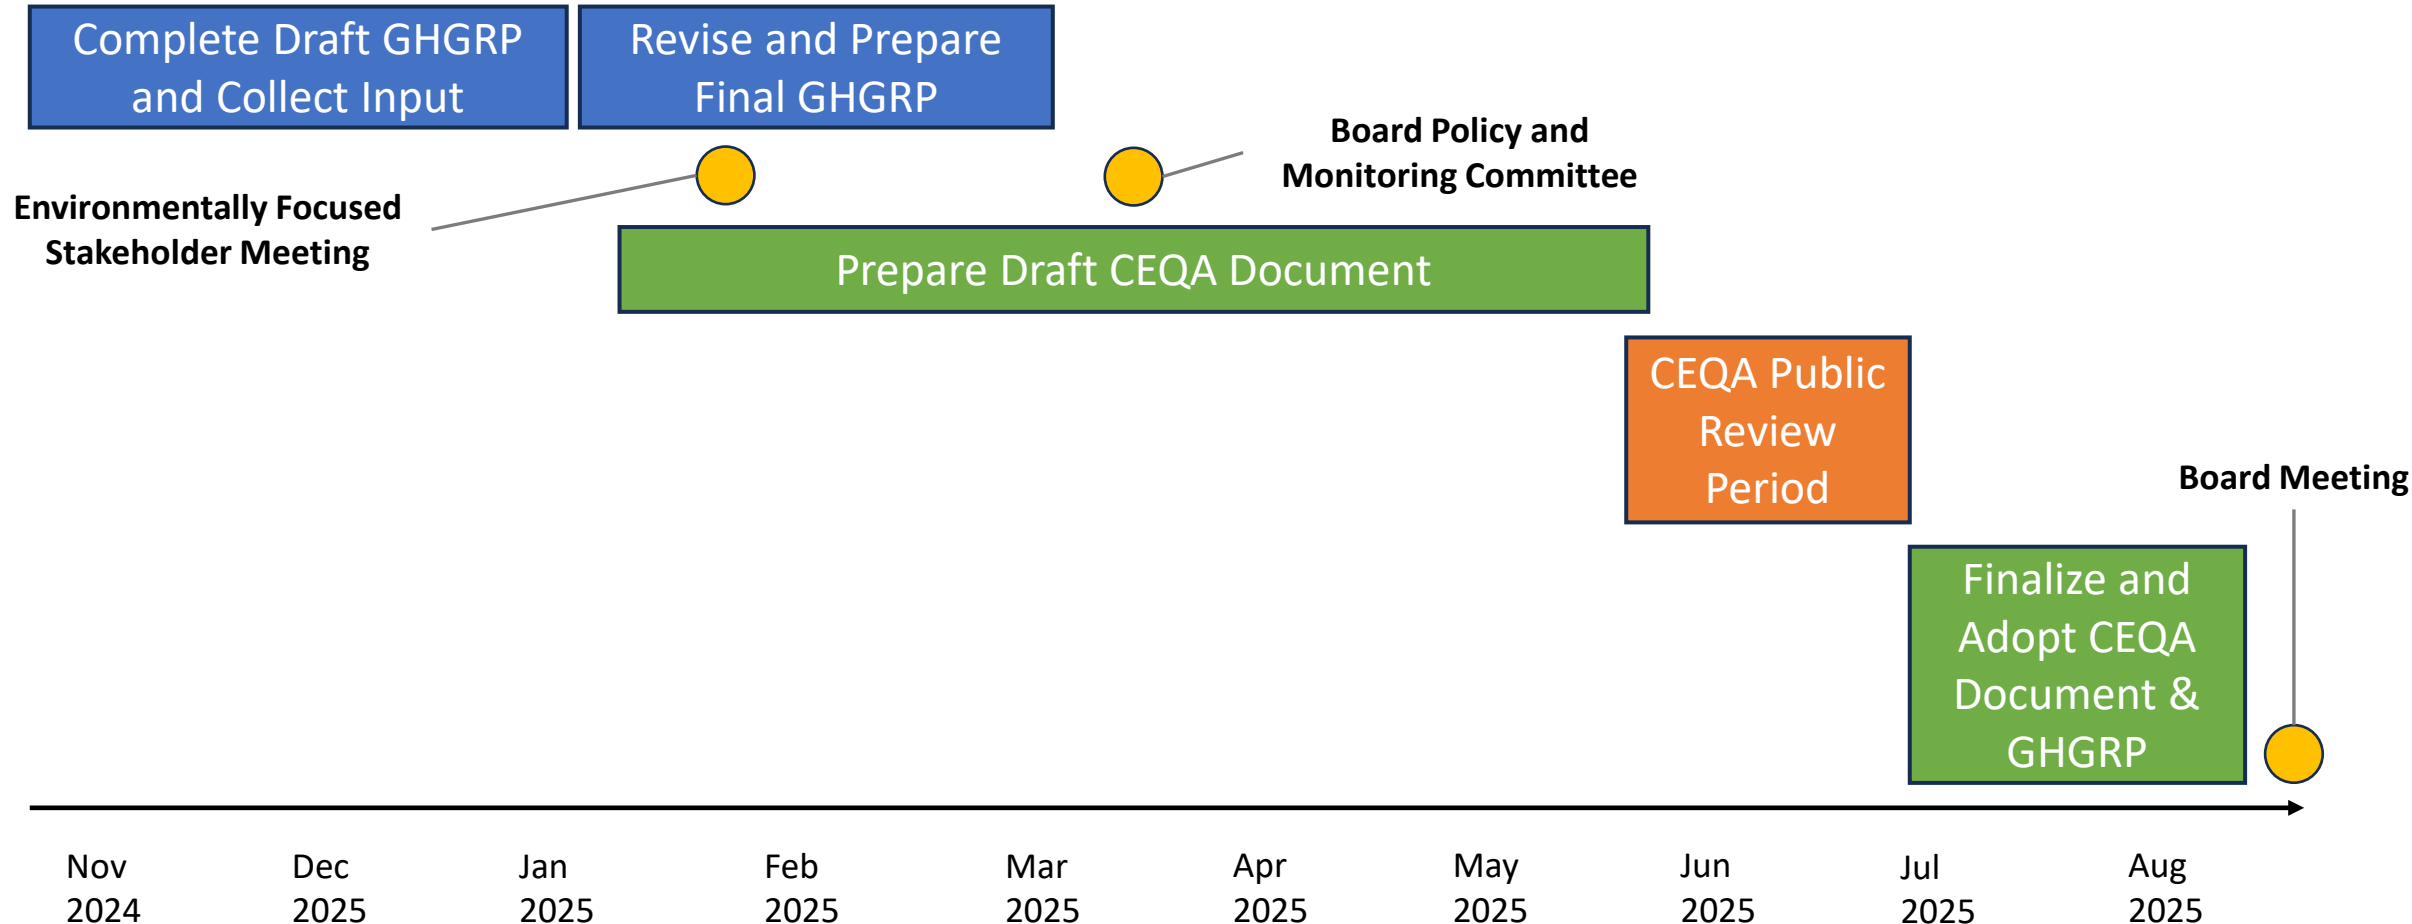 Complete Draft GHGRP
and Collect Input
Revise and Prepare
Final GHGRP
Board Policy and
Monitoring Committee
Environmentally Focused
Stakeholder Meeting
Prepare Draft CEQA Document
CEQA Public
Review
Period
Board Meeting
Finalize and
Adopt CEQA
Document &
GHGRP
Nov
2024
Dec
2025
Jan
2025
Feb
2025
Mar
2025
Apr
2025
May
2025
Jun
2025
Jul
2025
Aug
2025